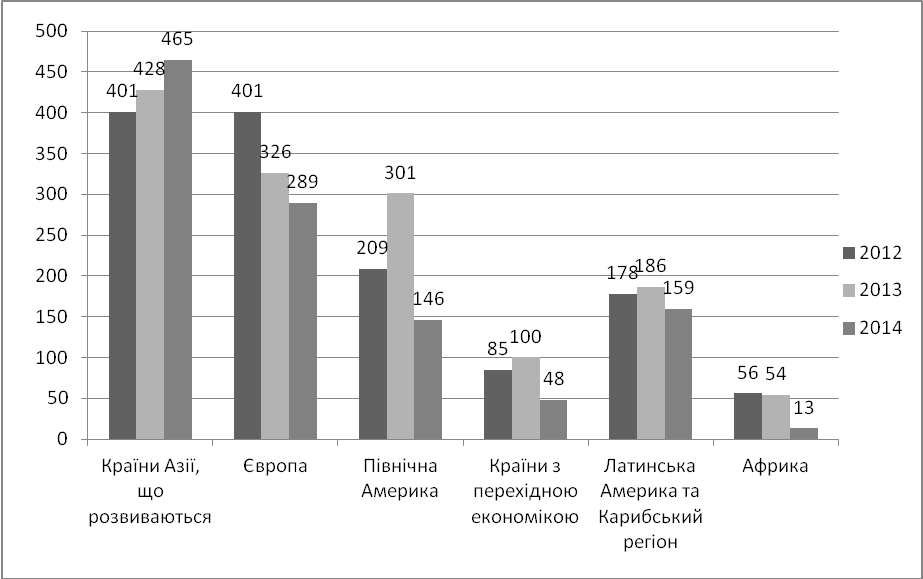 500
450
400
350
300
250
200
150
100
50
0
401
428
465
401
326
289
209
301
146
85
100
48
178
186
159
56
54
13
Країни Азії,
що
розвиваються
Європа
Північна
Америка
Країни з
перехідною
економікою
Латинська
Америка та
Карибський
регіон
Африка
2012
2013
2014